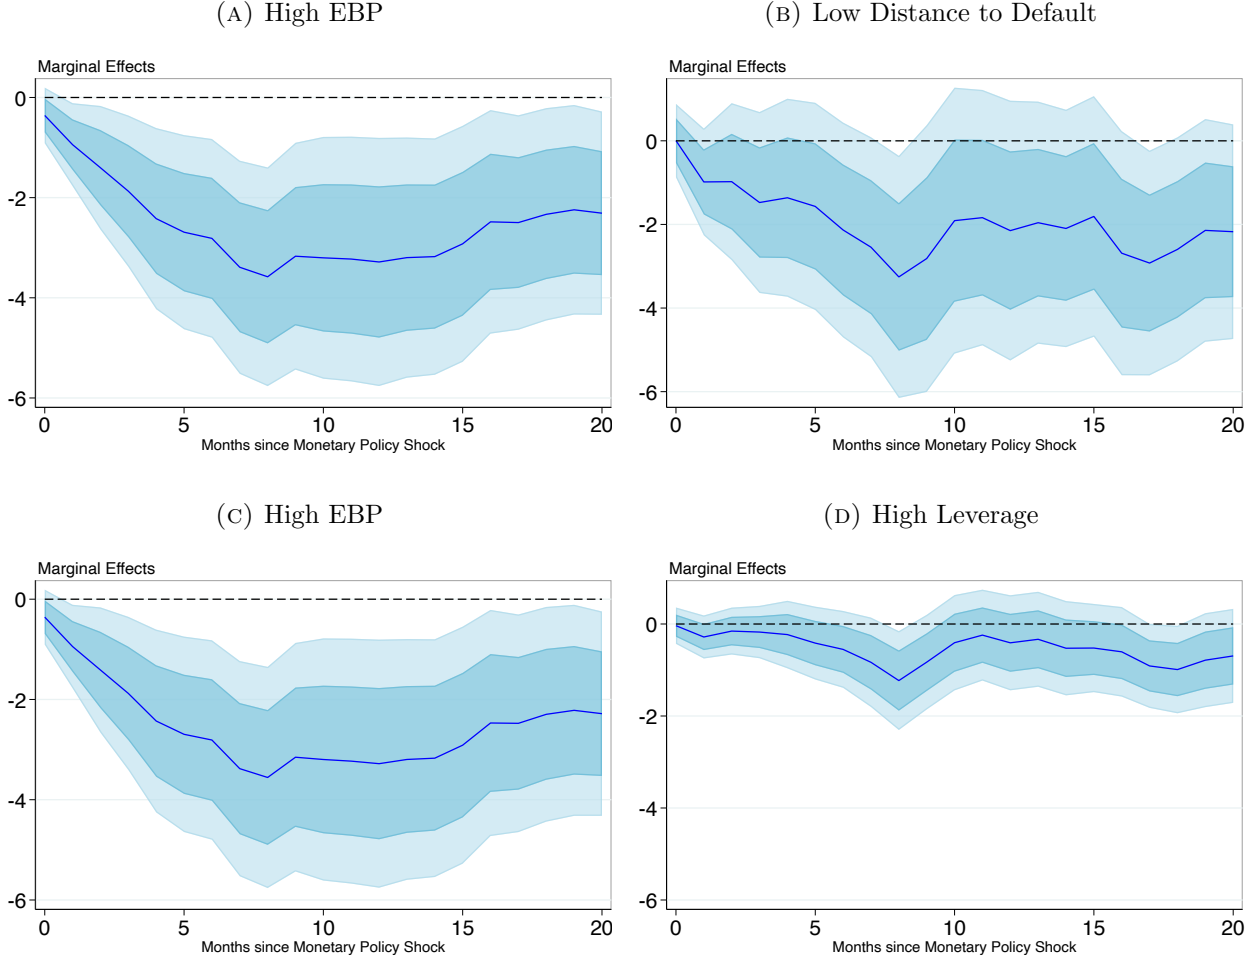 (A) High EBP
Marginal Effects
0
-2
-4
-6
0 5 10 15 20
Months since Monetary Policy Shock
(B) Low Distance to Default
Marginal Effects
0
-2
-4
-6
0 5 10 15 20
Months since Monetary Policy Shock
(C) High EBP
Marginal Effects
0
-2
-4
-6
0 5 10 15 20
Months since Monetary Policy Shock
(D) High Leverage
Marginal Effects
0
-2
-4
-6
0 5 10 15 20
Months since Monetary Policy Shock